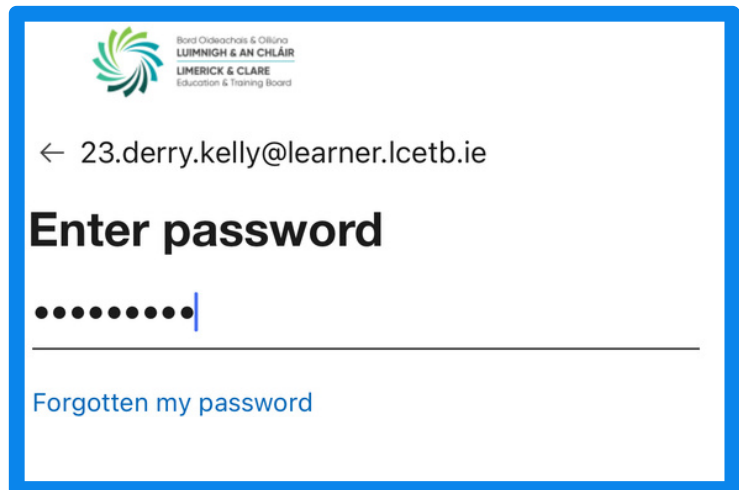 Bord Oideachais & Oiliúna
LUIMNIGH & AN CHLÁIR
LIMERICK & CLARE
Education & Training Board
← 23.derry.kelly@learner.lcetb.ie
Enter password
•••••••••
Forgotten my password